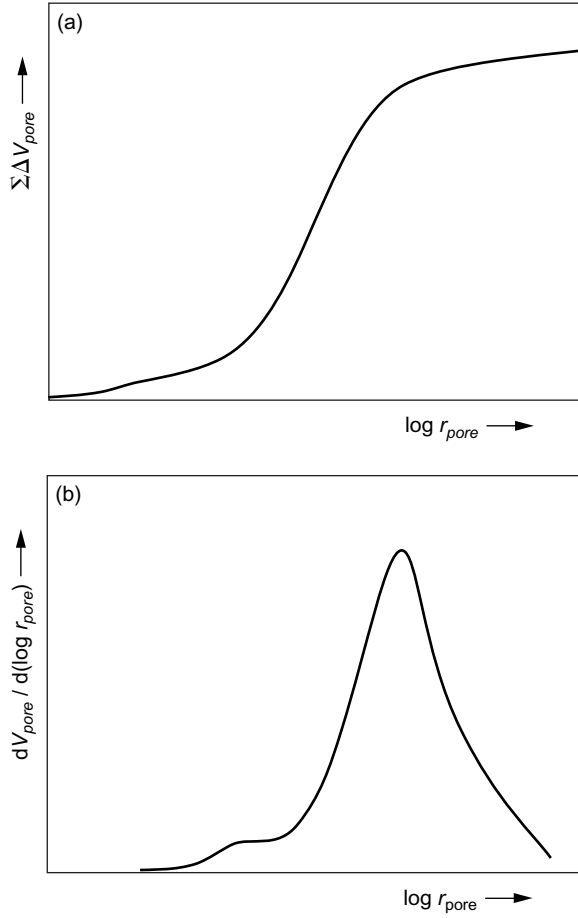 (a)
ΣΔV_pore
log r_pore
(b)
dV_pore / d(log r_pore)
log r_pore